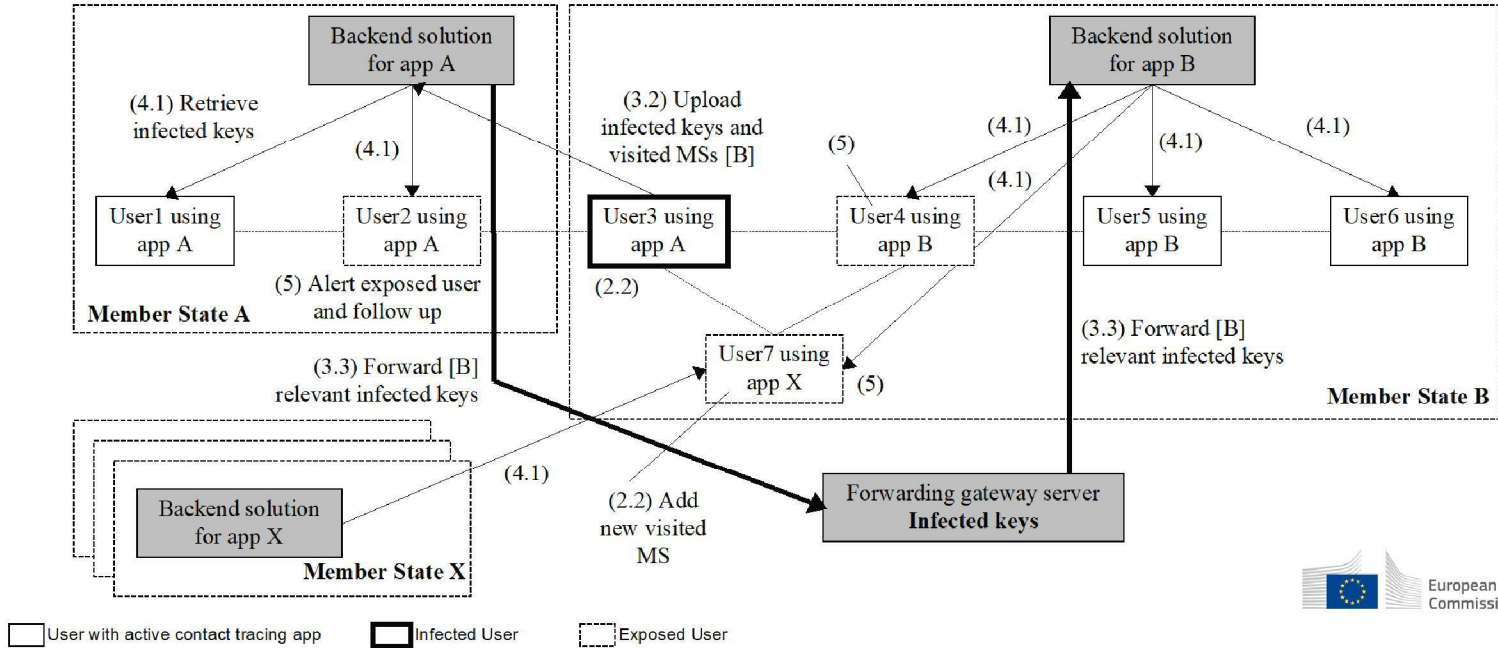 Backend solution
for app A
Backend solution
for app B
(4.1) Retrieve
infected keys
(4.1)
(3.2) Upload
infected keys and
visited MSs [B]
(5)
(4.1)
(4.1)
(4.1)
(4.1)
User1 using
app A
User2 using
app A
User3 using
app A
User4 using
app B
User5 using
app B
User6 using
app B
(5) Alert exposed user
and follow up
Member State A
(2.2)
User7 using
app X
(5)
(3.3) Forward [B]
relevant infected keys
(3.3) Forward [B]
relevant infected keys
Member State B
(4.1)
(2.2) Add
new visited
MS
Backend solution
for app X
Member State X
Forwarding gateway server
Infected keys
European
Commissi
User with active contact tracing app
Infected User
Exposed User